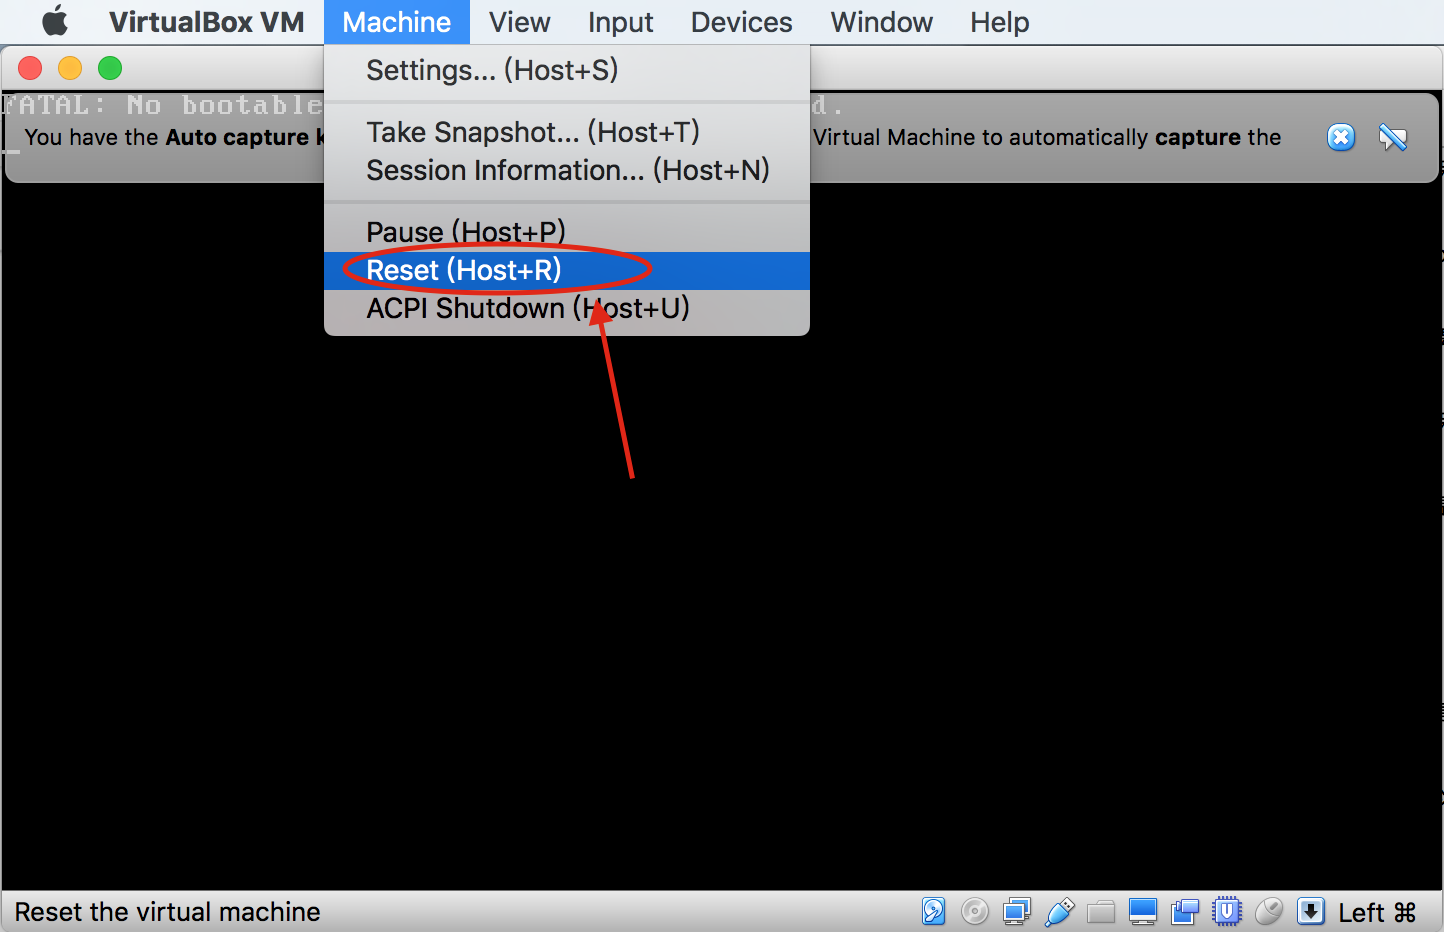 VirtualBox VM Machine View Input Devices Window Help
Settings... (Host+S)
FATAL: No bootable d.
Take Snapshot... (Host+T)
You have the Auto capture k Virtual Machine to automatically capture the
Session Information... (Host+N)
Pause (Host+P)
Reset (Host+R)
ACPI Shutdown (Host+U)
Reset the virtual machine Left ⌘